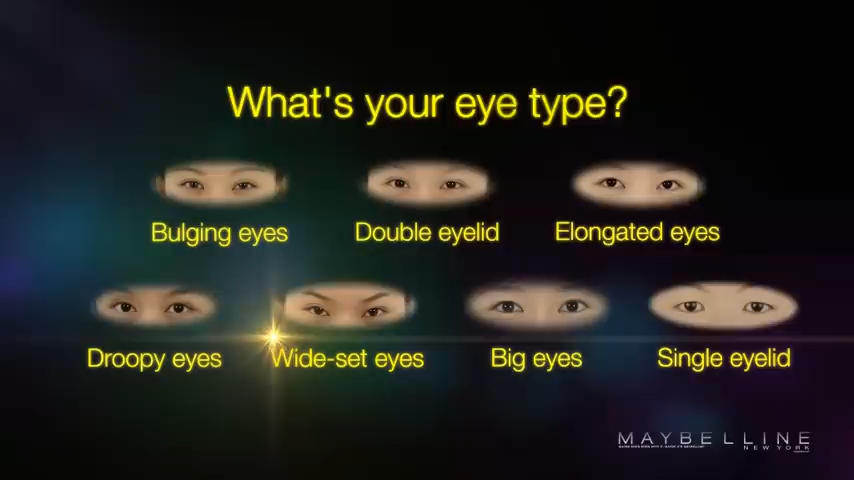 What's your eye type?
Bulging eyes
Double eyelid
Elongated eyes
Droopy eyes
Wide-set eyes
Big eyes
Single eyelid
MAYBELLINE
NEW YORK